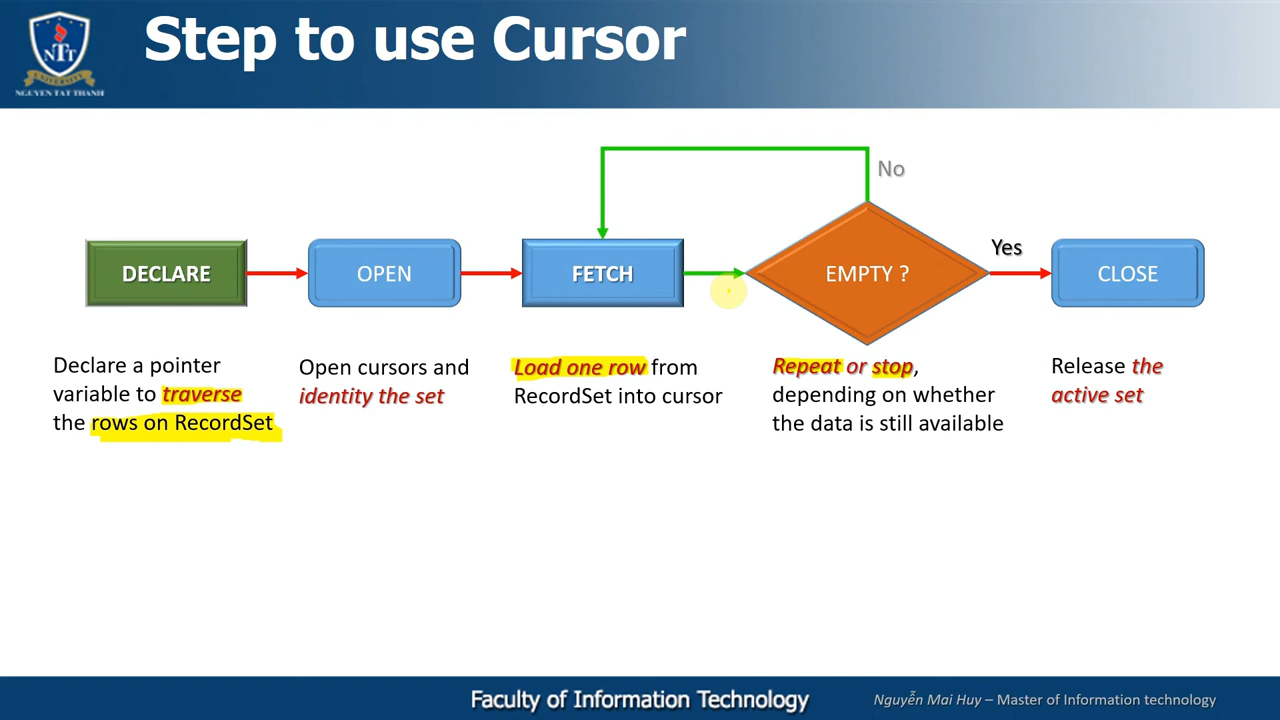 Step to use Cursor
NTT
UNIVERSITY
NGUYEN TAT THANH
No
DECLARE
OPEN
FETCH
EMPTY ?
Yes
CLOSE
Declare a pointer
variable to traverse
the rows on RecordSet
Open cursors and
identity the set
Load one row from
RecordSet into cursor
Repeat or stop,
depending on whether
the data is still available
Release the
active set
Faculty of Information Technology
Nguyễn Mai Huy – Master of Information technology